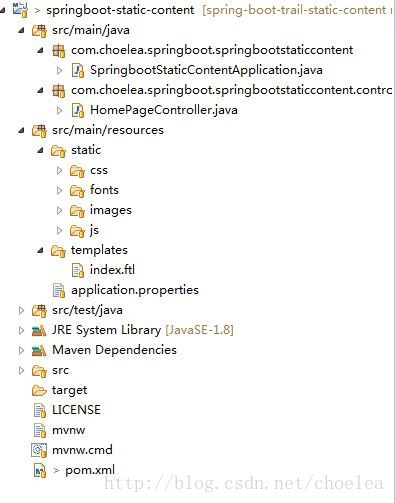 springboot-static-content [spring-boot-trail-static-content
src/main/java
com.choelea.springboot.springbootstaticcontent
SpringbootStaticContentApplication.java
com.choelea.springboot.springbootstaticcontent.contro
HomePageController.java
src/main/resources
static
css
fonts
images
js
templates
index.ftl
application.properties
src/test/java
JRE System Library [JavaSE-1.8]
Maven Dependencies
src
target
LICENSE
mvnw
mvnw.cmd
> pom.xml
http://blog.csdn.net/choelea